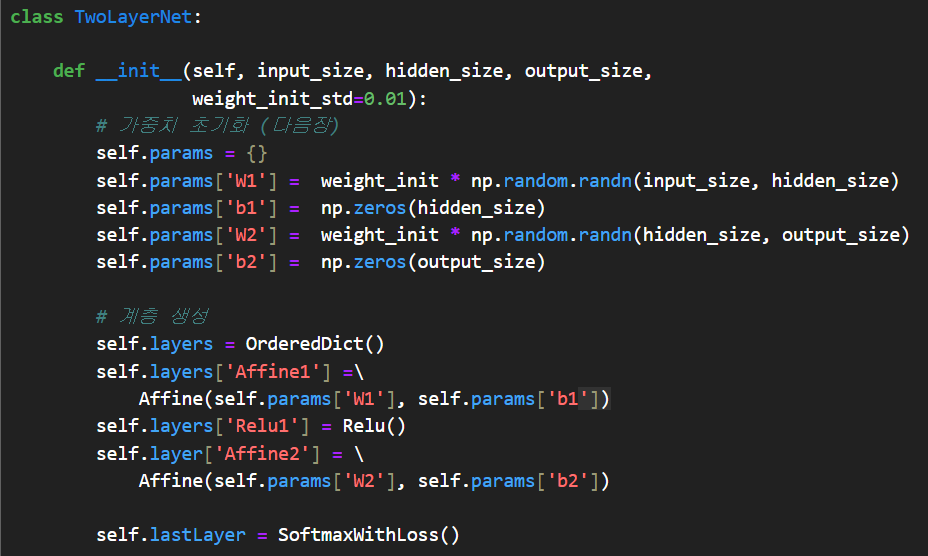 class TwoLayerNet:
def __init__(self, input_size, hidden_size, output_size,
weight_init_std=0.01):
# 가중치 초기화 (다음장)
self.params = {}
self.params['W1'] =  weight_init * np.random.randn(input_size, hidden_size)
self.params['b1'] =  np.zeros(hidden_size)
self.params['W2'] =  weight_init * np.random.randn(hidden_size, output_size)
self.params['b2'] =  np.zeros(output_size)
# 계층 생성
self.layers = OrderedDict()
self.layers['Affine1'] =\
Affine(self.params['W1'], self.params['b1'])
self.layers['Relu1'] = Relu()
self.layer['Affine2'] = \
Affine(self.params['W2'], self.params['b2'])
self.lastLayer = SoftmaxWithLoss()